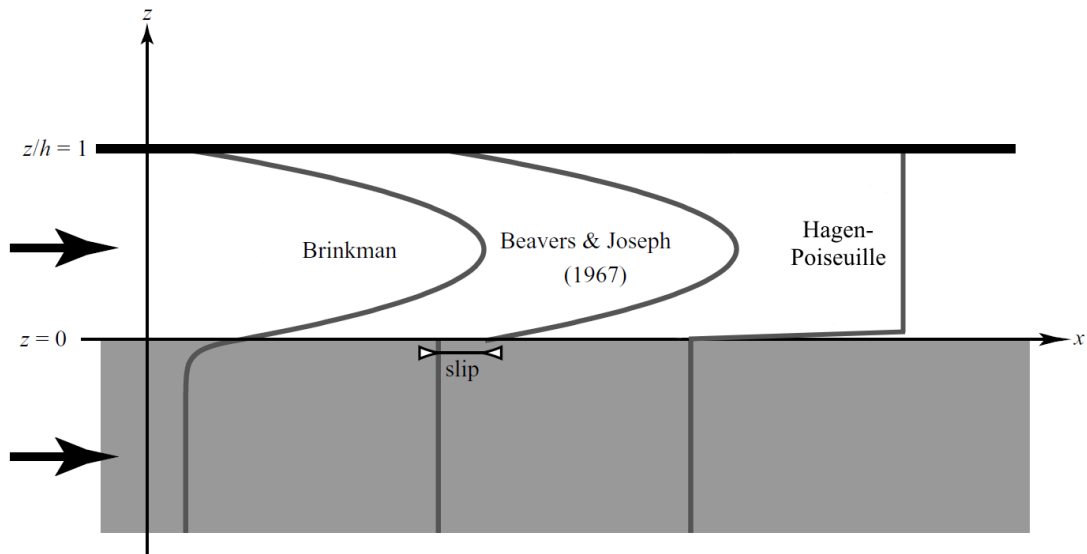 z
z/h = 1
Brinkman
Beavers & Joseph
(1967)
Hagen-
Poiseuille
z=0
x
slip